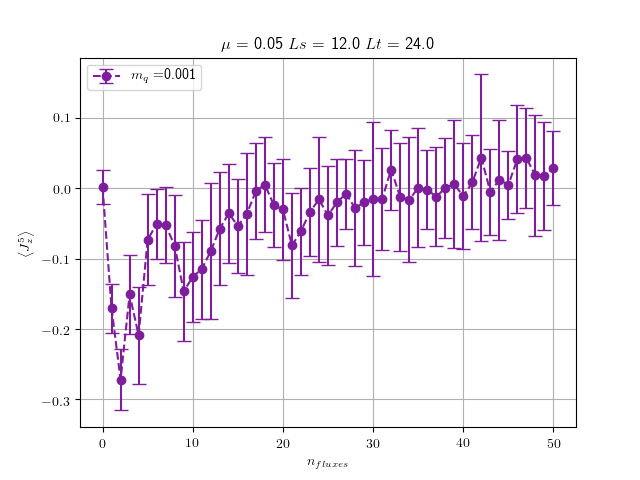 μ = 0.05 Ls = 12.0 Lt = 24.0
m_q =0.001
0.1
0.0
−0.1
−0.2
−0.3
⟨J_z^5⟩
0 10 20 30 40 50
n_fluxes